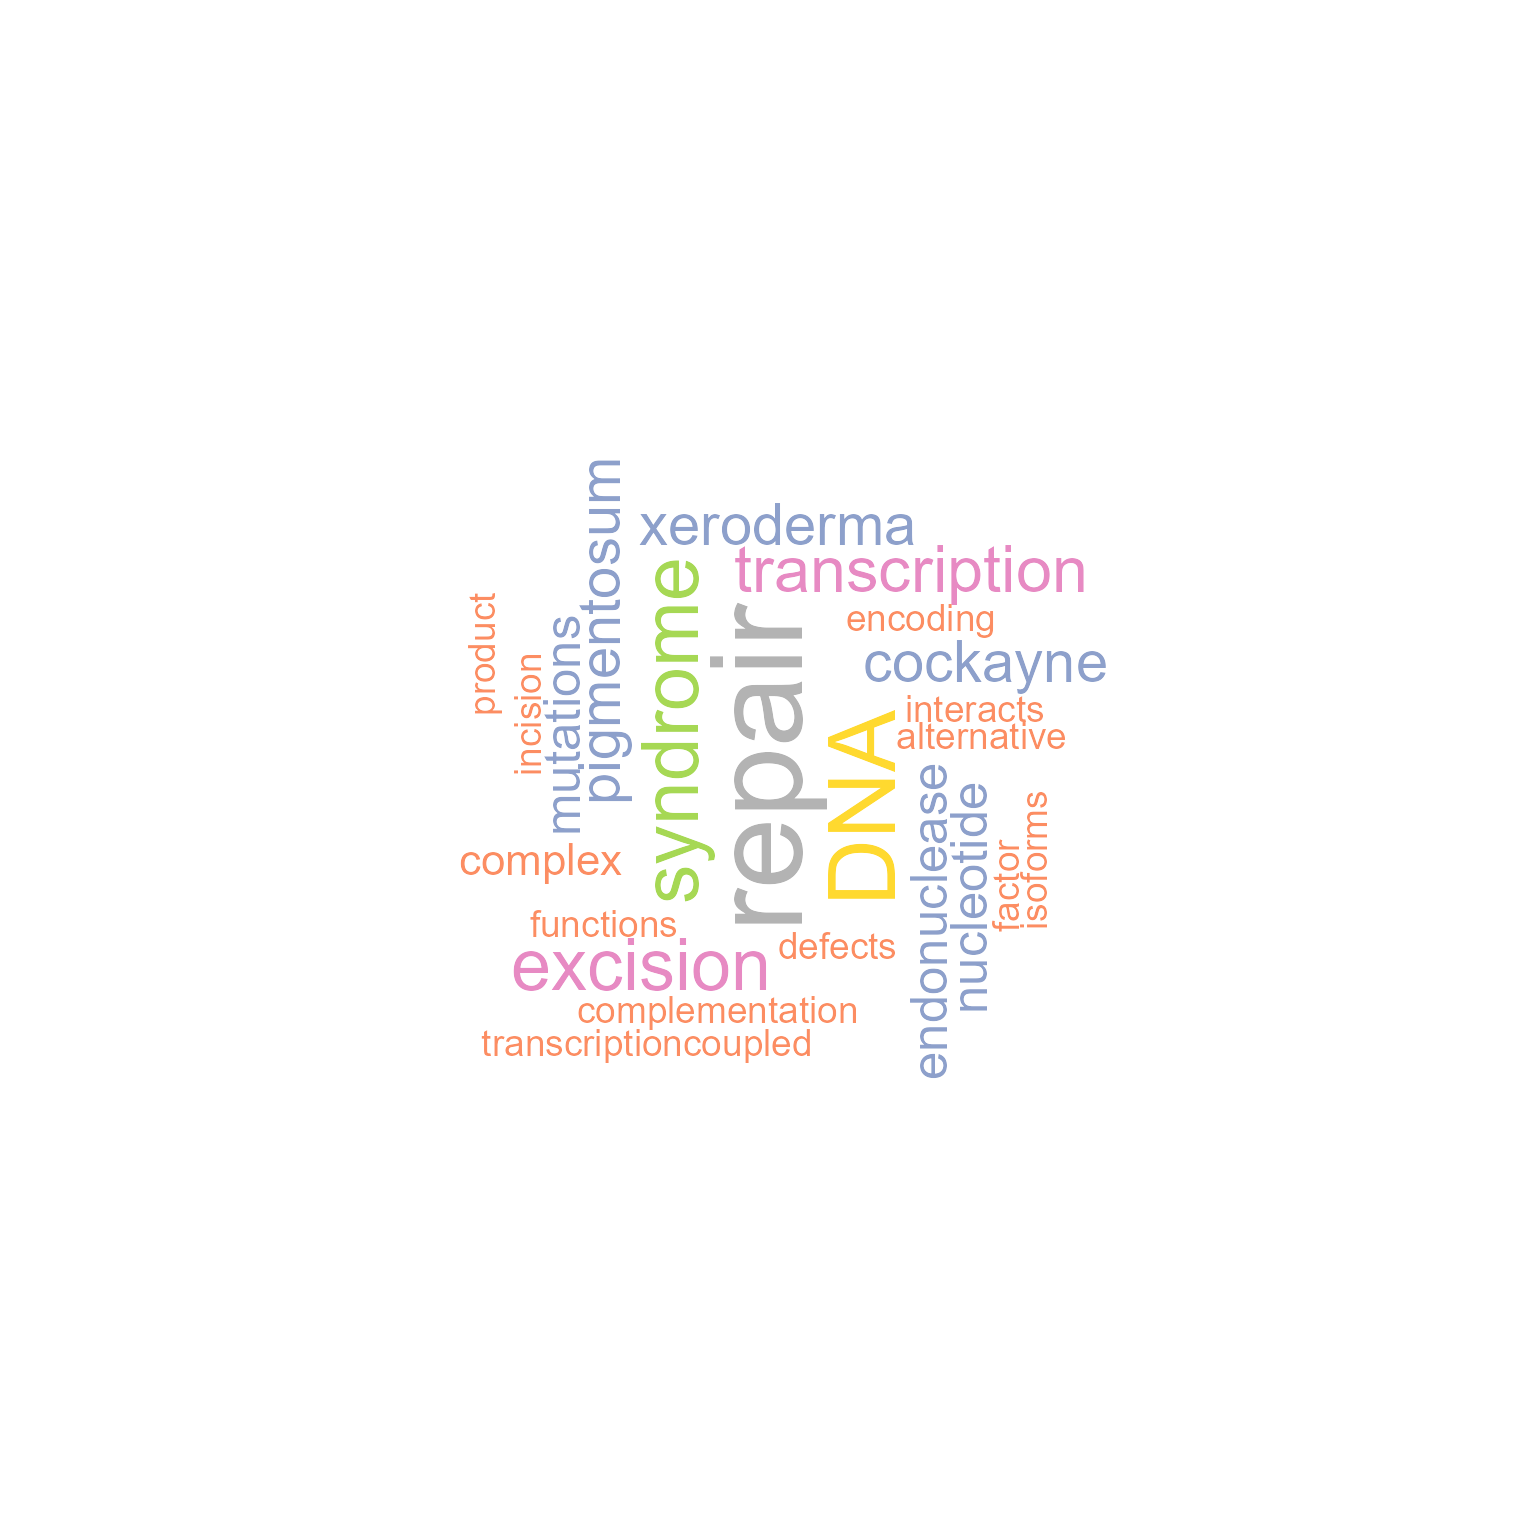 pigmentosum
xeroderma
transcription
syndrome
product
repair
encoding
mutations
cockayne
incision
interacts
DNA
alternative
endonuclease
nucleotide
isoforms
factor
complex
functions
defects
excision
complementation
transcriptioncoupled